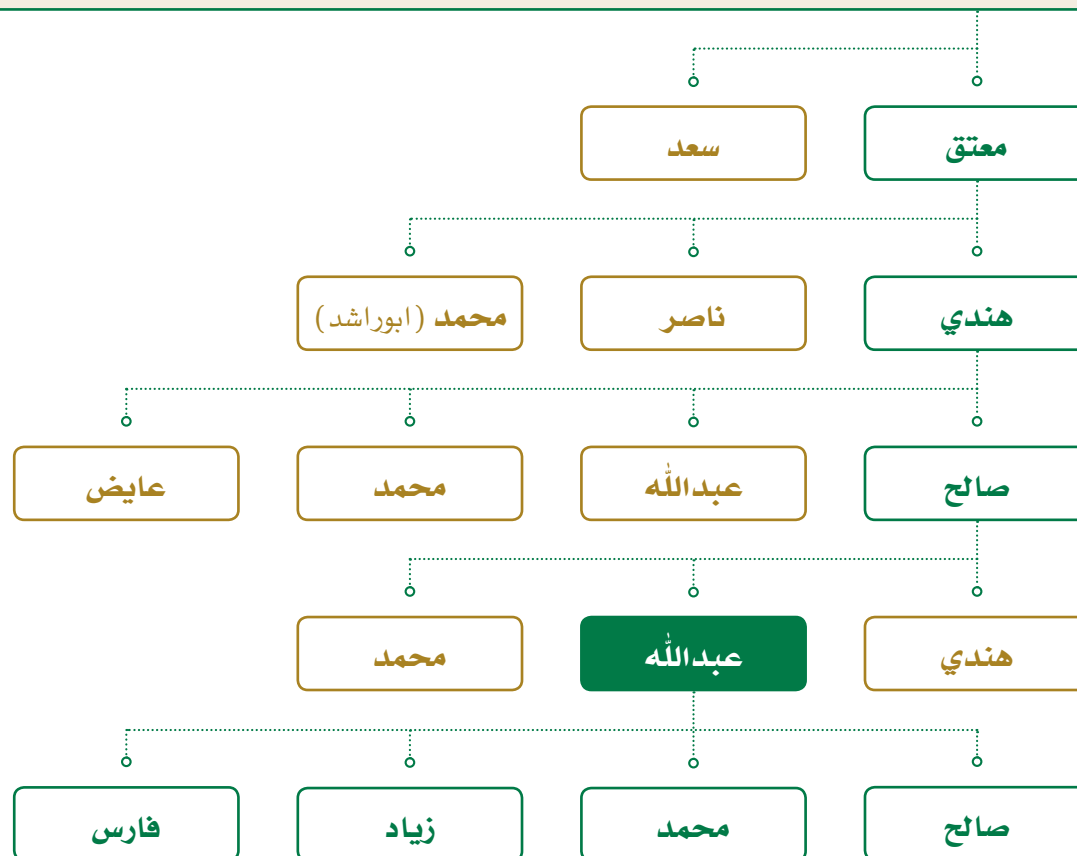 معتق
سعد
هندي
ناصر
محمد (ابوراشد)
صالح
عبدالله
محمد
عايض
هندي
عبدالله
محمد
صالح
محمد
زياد
فارس